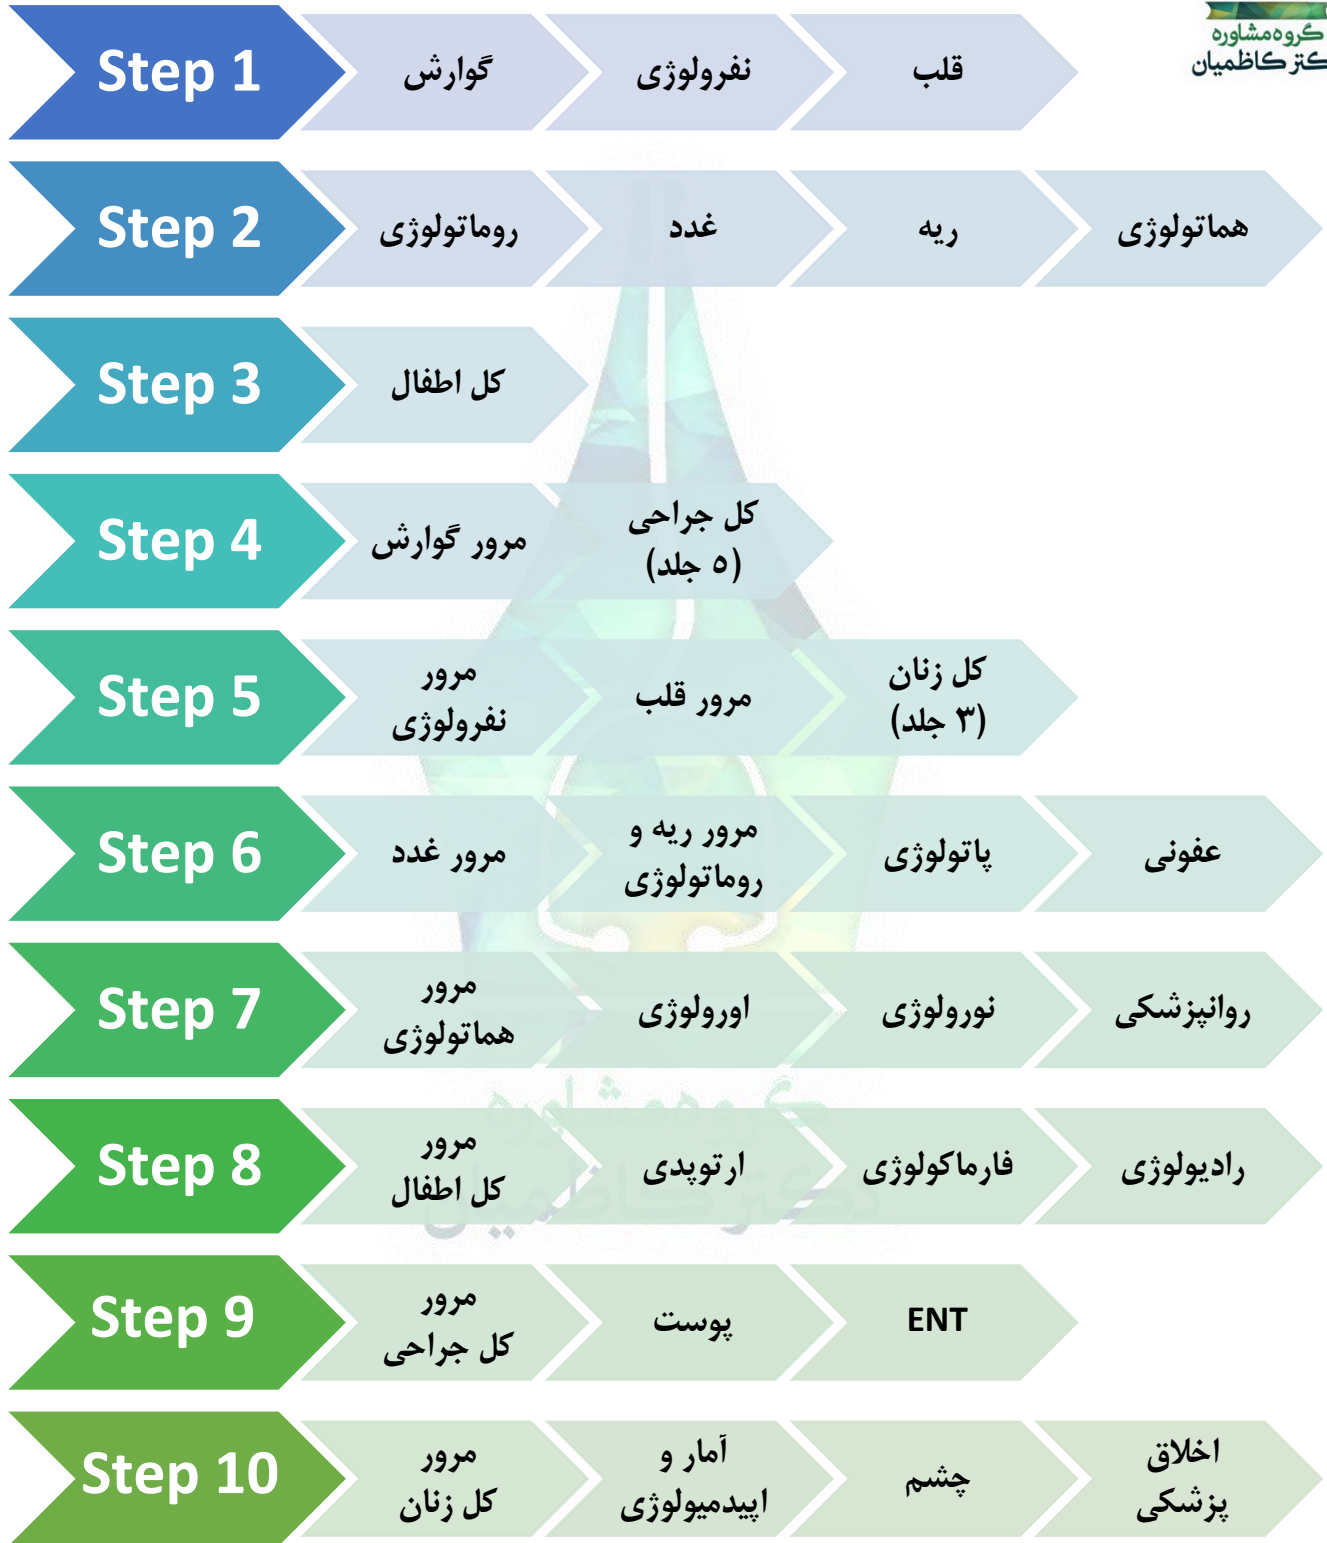 گروه مشاوره
کتر کاظمیان
Step 1
گوارش
نفرولوژی
قلب
Step 2
روماتولوژی
غدد
ریه
هماتولوژی
Step 3
کل اطفال
Step 4
مرور گوارش
کل جراحی
(۵ جلد)
Step 5
مرور
نفرولوژی
مرور قلب
کل زنان
(۳ جلد)
Step 6
مرور غدد
مرور ریه و
روماتولوژی
پاتولوژی
عفونی
Step 7
مرور
هماتولوژی
اورولوژی
نورولوژی
روانپزشکی
Step 8
مرور
کل اطفال
ارتوپدی
فارماکولوژی
رادیولوژی
Step 9
مرور
کل جراحی
پوست
ENT
Step 10
مرور
کل زنان
آمار و
اپیدمیولوژی
چشم
اخلاق
پزشکی
گروه مشاوره
دکتر کاظمیان